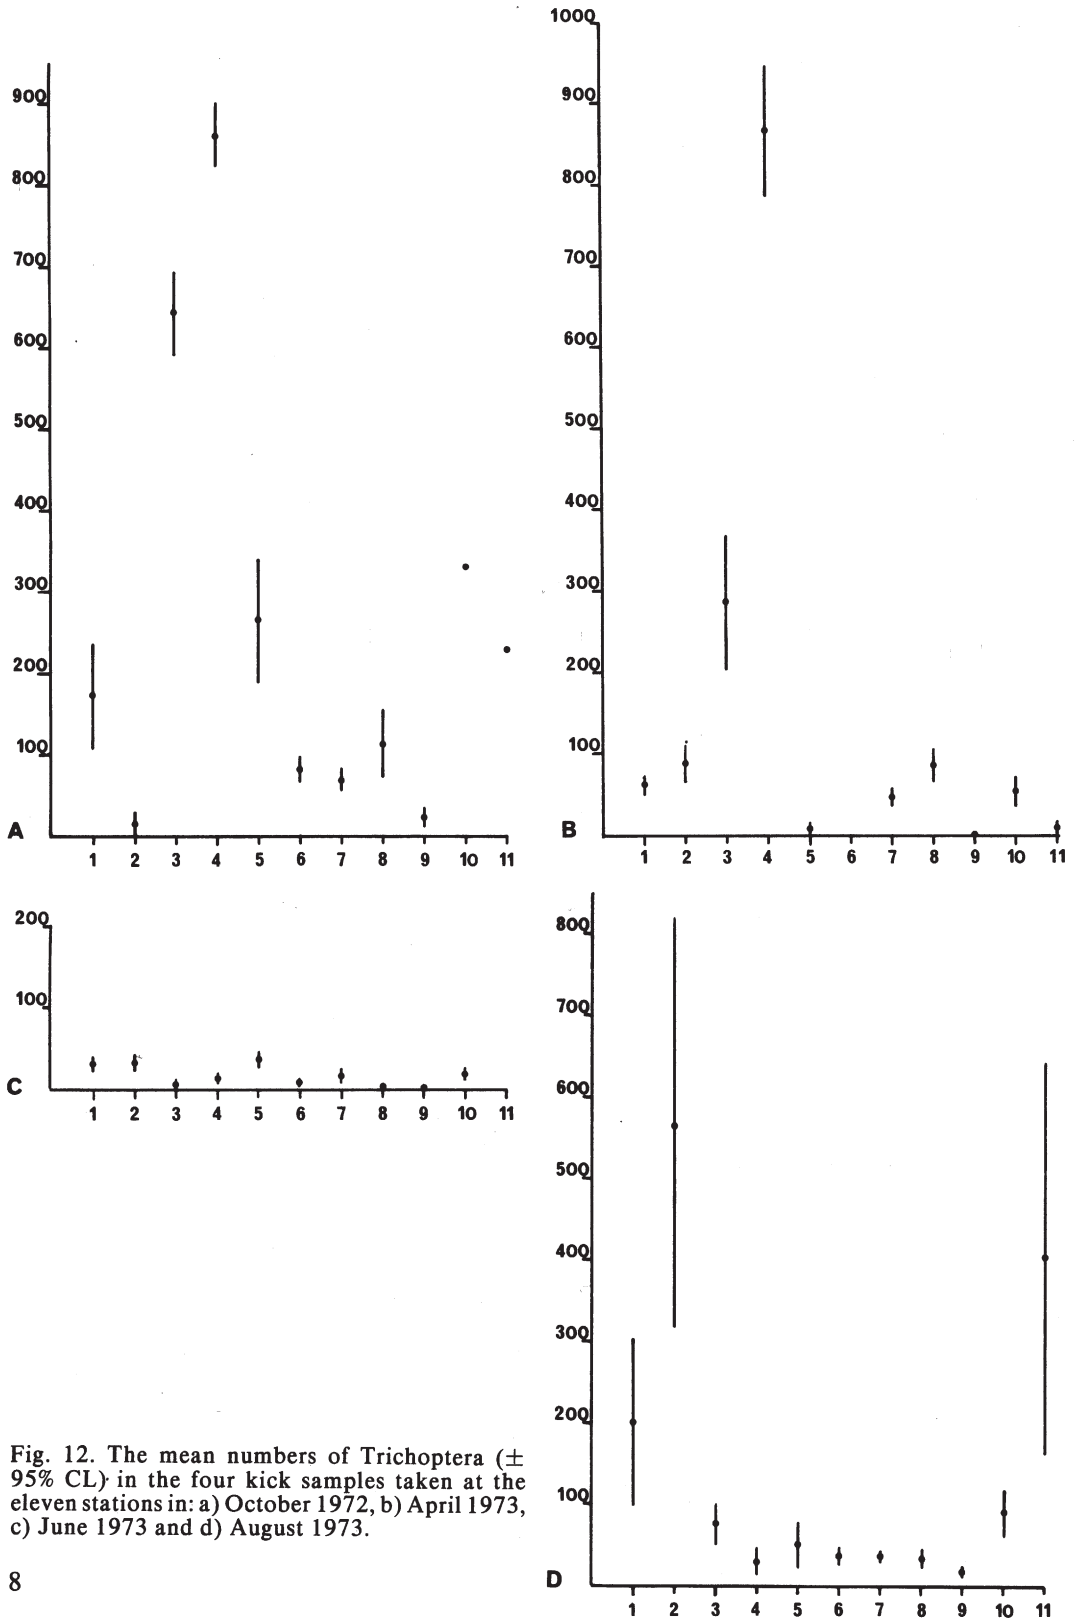 900
800
700
600
500
400
300
200
100
A
1 2 3 4 5 6 7 8 9 10 11
1000
900
800
700
600
500
400
300
200
100
B
1 2 3 4 5 6 7 8 9 10 11
200
100
C
1 2 3 4 5 6 7 8 9 10 11
800
700
600
500
400
300
200
100
D
1 2 3 4 5 6 7 8 9 10 11
Fig. 12. The mean numbers of Trichoptera (±
95% CL) in the four kick samples taken at the
eleven stations in: a) October 1972, b) April 1973,
c) June 1973 and d) August 1973.
8